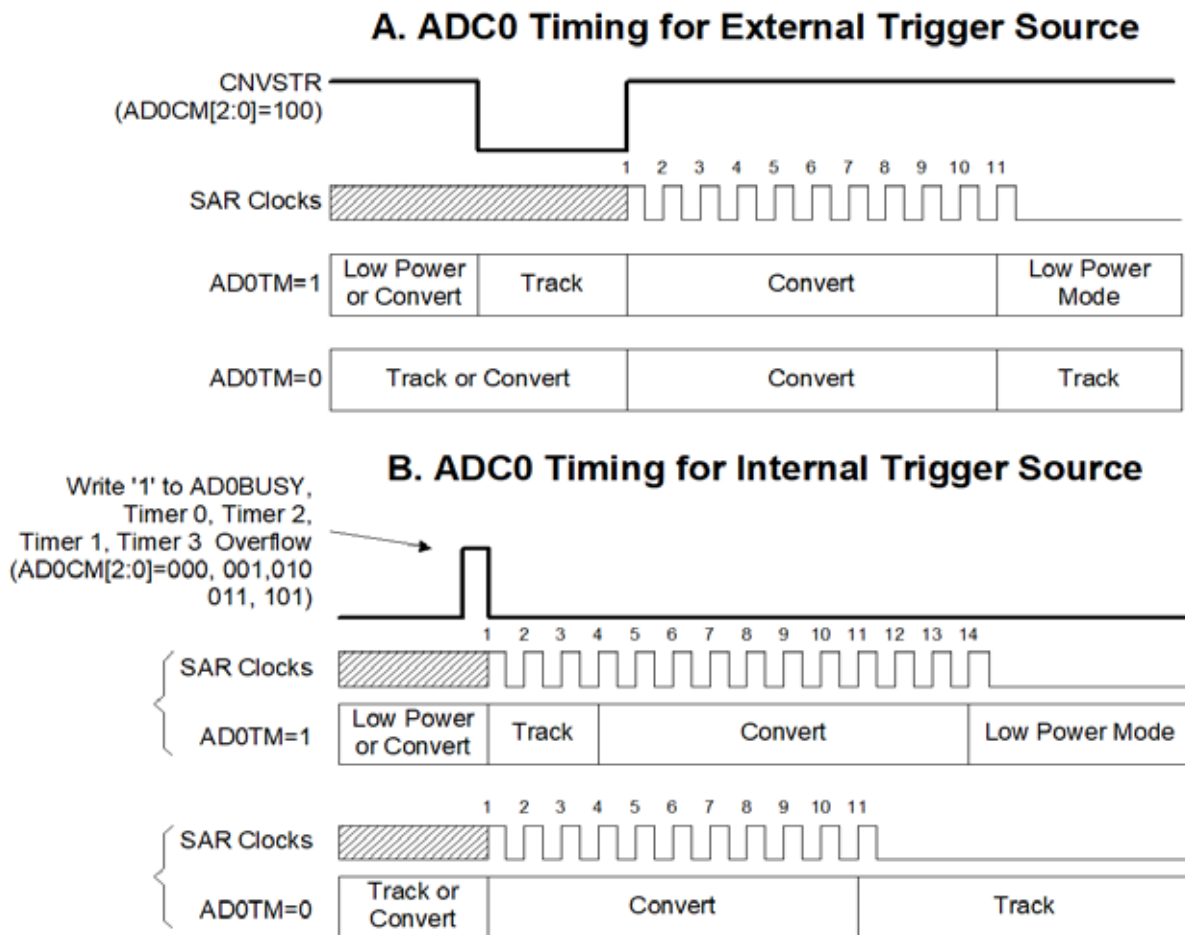 A. ADC0 Timing for External Trigger Source
CNVSTR
(AD0CM[2:0]=100)
1 2 3 4 5 6 7 8 9 10 11
SAR Clocks
AD0TM=1
Low Power
or Convert
Track
Convert
Low Power
Mode
AD0TM=0
Track or Convert
Convert
Track
B. ADC0 Timing for Internal Trigger Source
Write '1' to AD0BUSY,
Timer 0, Timer 2,
Timer 1, Timer 3 Overflow
(AD0CM[2:0]=000, 001,010
011, 101)
1 2 3 4 5 6 7 8 9 10 11 12 13 14
SAR Clocks
AD0TM=1
Low Power
or Convert
Track
Convert
Low Power Mode
1 2 3 4 5 6 7 8 9 10 11
SAR Clocks
AD0TM=0
Track or
Convert
Convert
Track